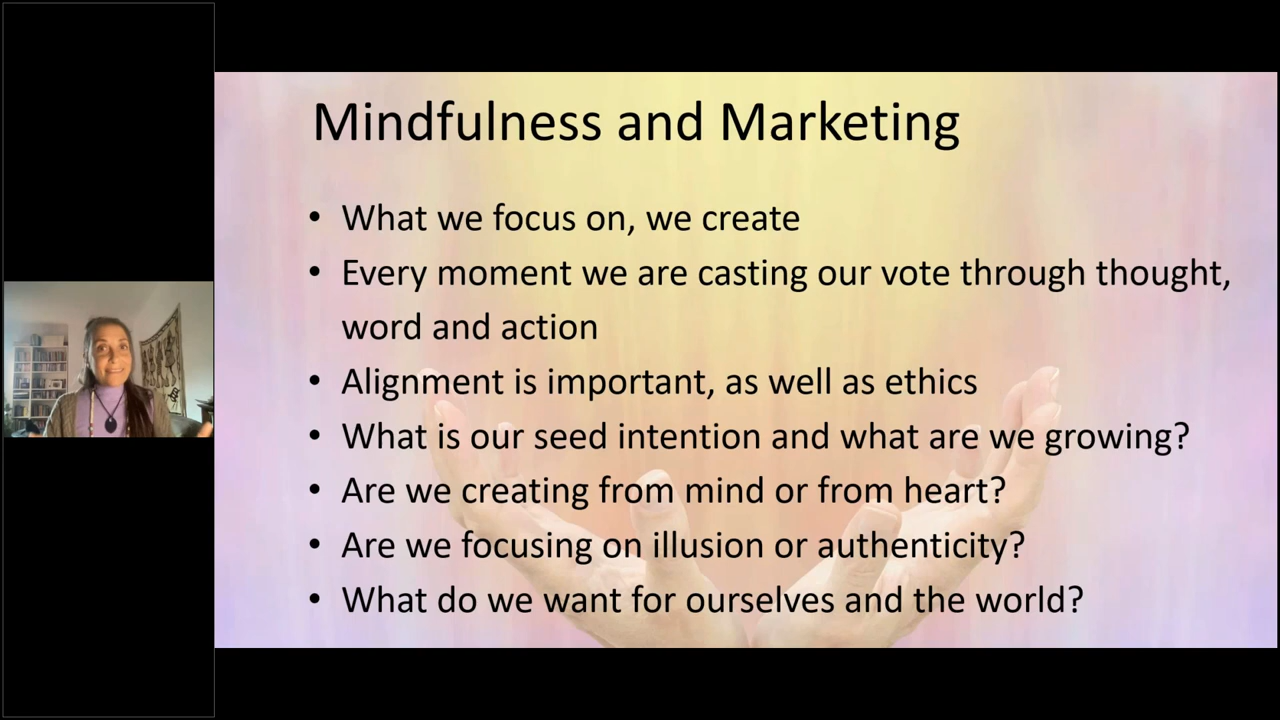 Mindfulness and Marketing
• What we focus on, we create
• Every moment we are casting our vote through thought,
word and action
• Alignment is important, as well as ethics
• What is our seed intention and what are we growing?
• Are we creating from mind or from heart?
• Are we focusing on illusion or authenticity?
• What do we want for ourselves and the world?